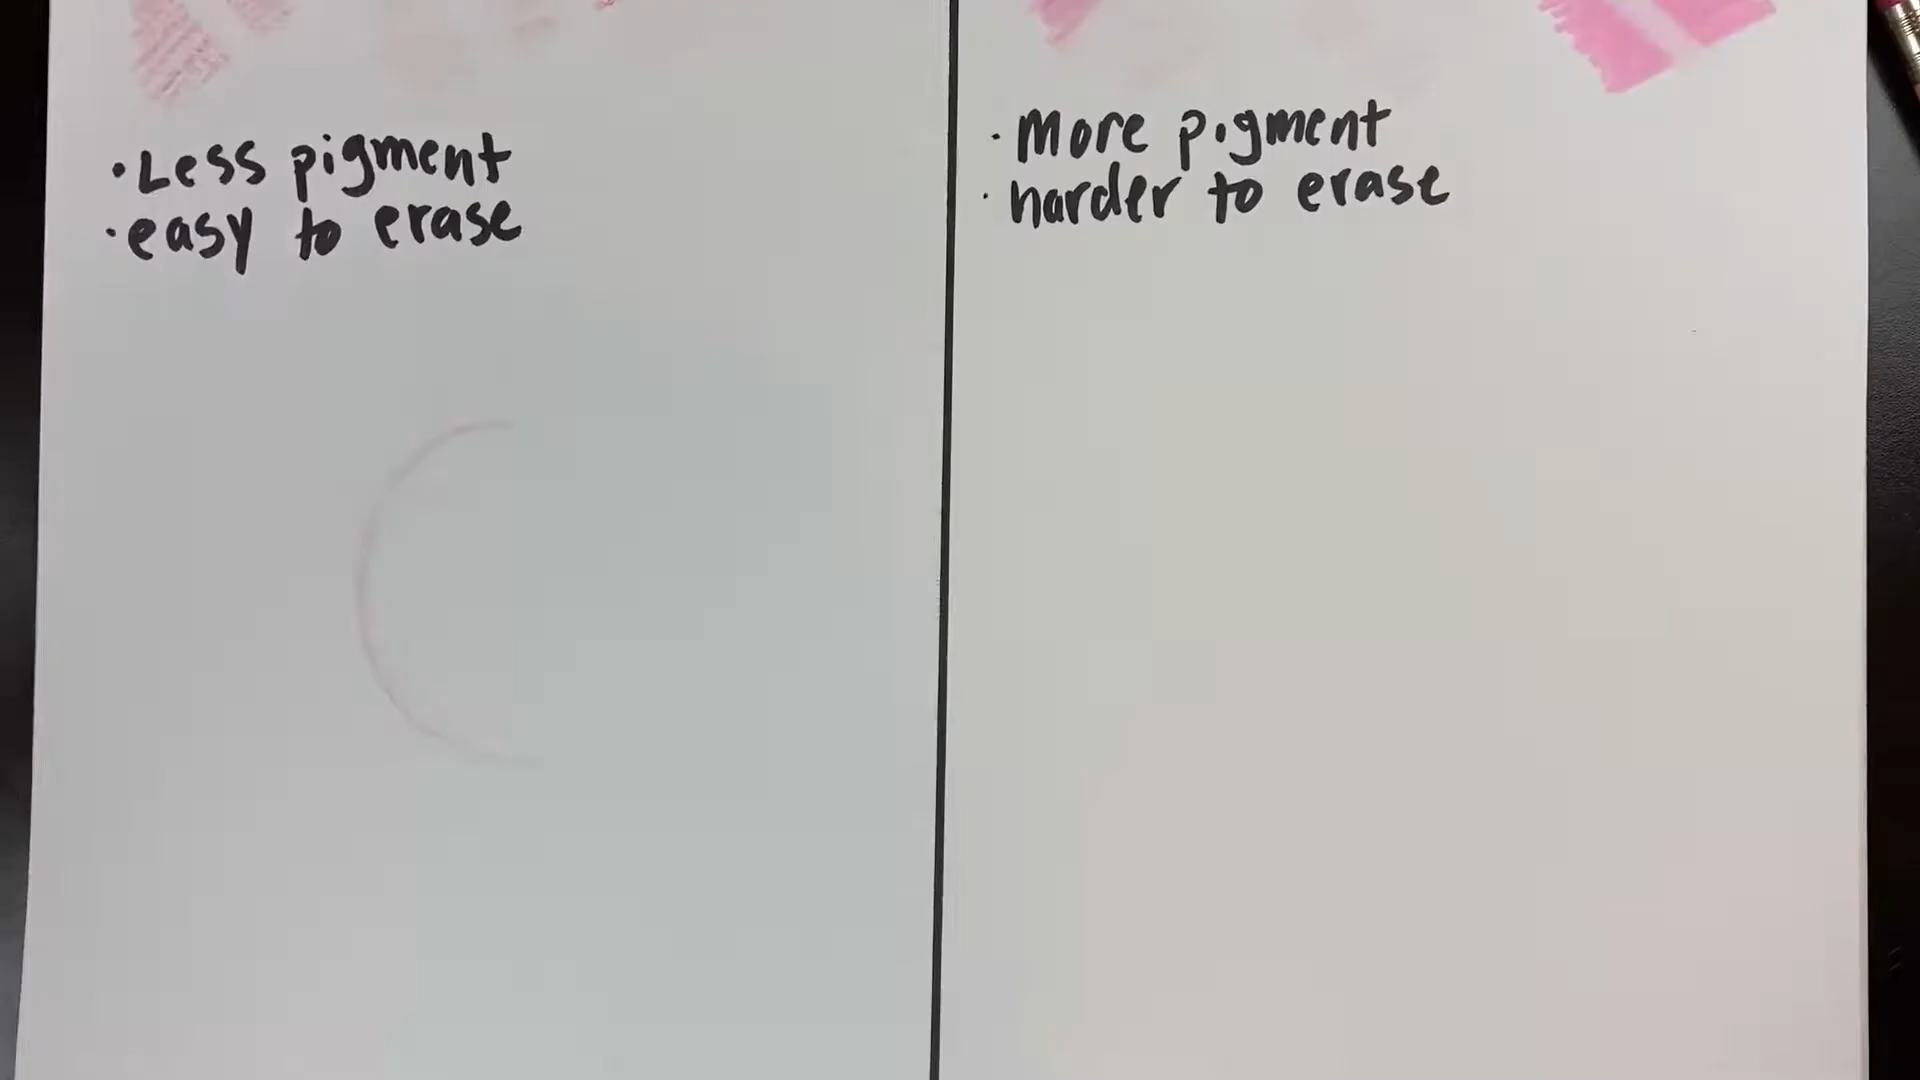 · Less pigment
· easy to erase
· More pigment
· harder to erase